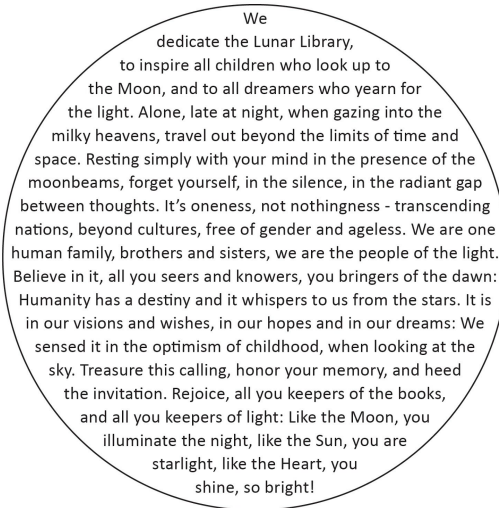 We
dedicate the Lunar Library,
to inspire all children who look up to
the Moon, and to all dreamers who yearn for
the light. Alone, late at night, when gazing into the
milky heavens, travel out beyond the limits of time and
space. Resting simply with your mind in the presence of the
moonbeams, forget yourself, in the silence, in the radiant gap
between thoughts. It’s oneness, not nothingness - transcending
nations, beyond cultures, free of gender and ageless. We are one
human family, brothers and sisters, we are the people of the light.
Believe in it, all you seers and knowers, you bringers of the dawn:
Humanity has a destiny and it whispers to us from the stars. It is
in our visions and wishes, in our hopes and in our dreams: We
sensed it in the optimism of childhood, when looking at the
sky. Treasure this calling, honor your memory, and heed
the invitation. Rejoice, all you keepers of the books,
and all you keepers of light: Like the Moon, you
illuminate the night, like the Sun, you are
starlight, like the Heart, you
shine, so bright!